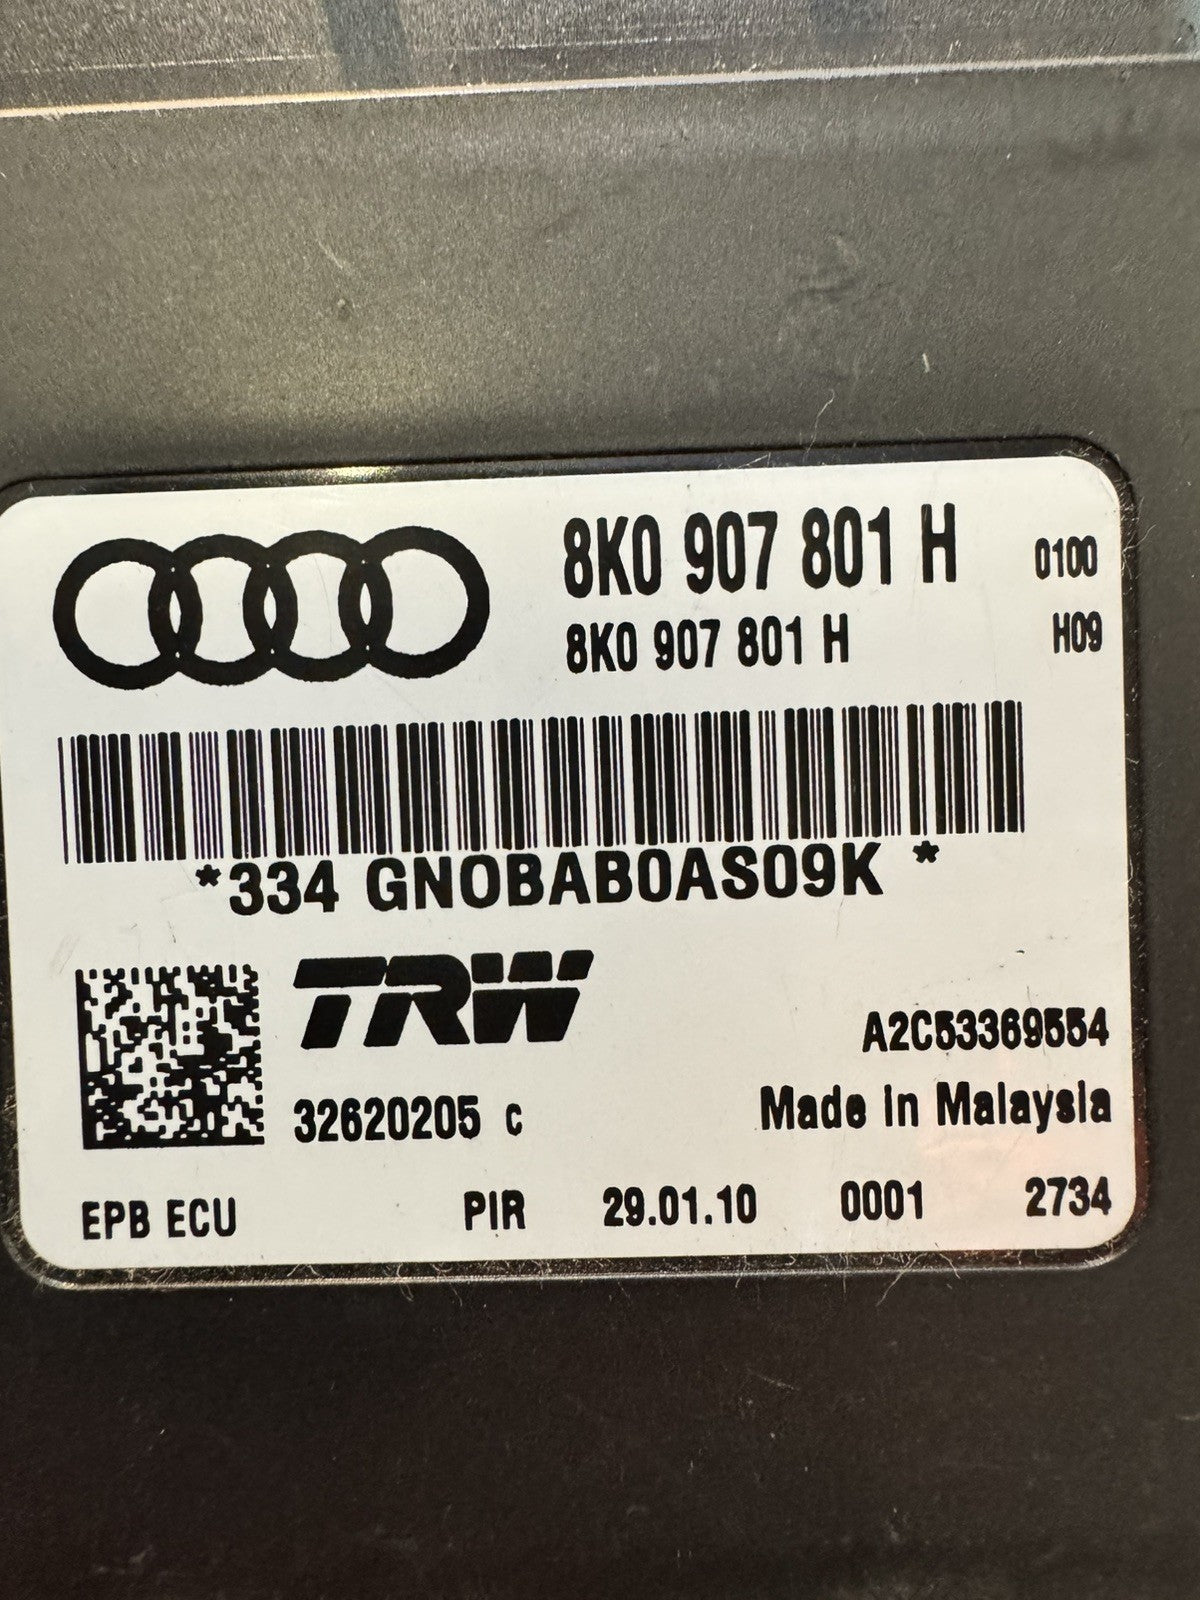 8K0 907 801 H 0100
8K0 907 801 H H09
*334 GN0BAB0AS09K *
TRW
A2C53369554
32620205 c
Made in Malaysia
EPB ECU PIR 29.01.10 0001 2734